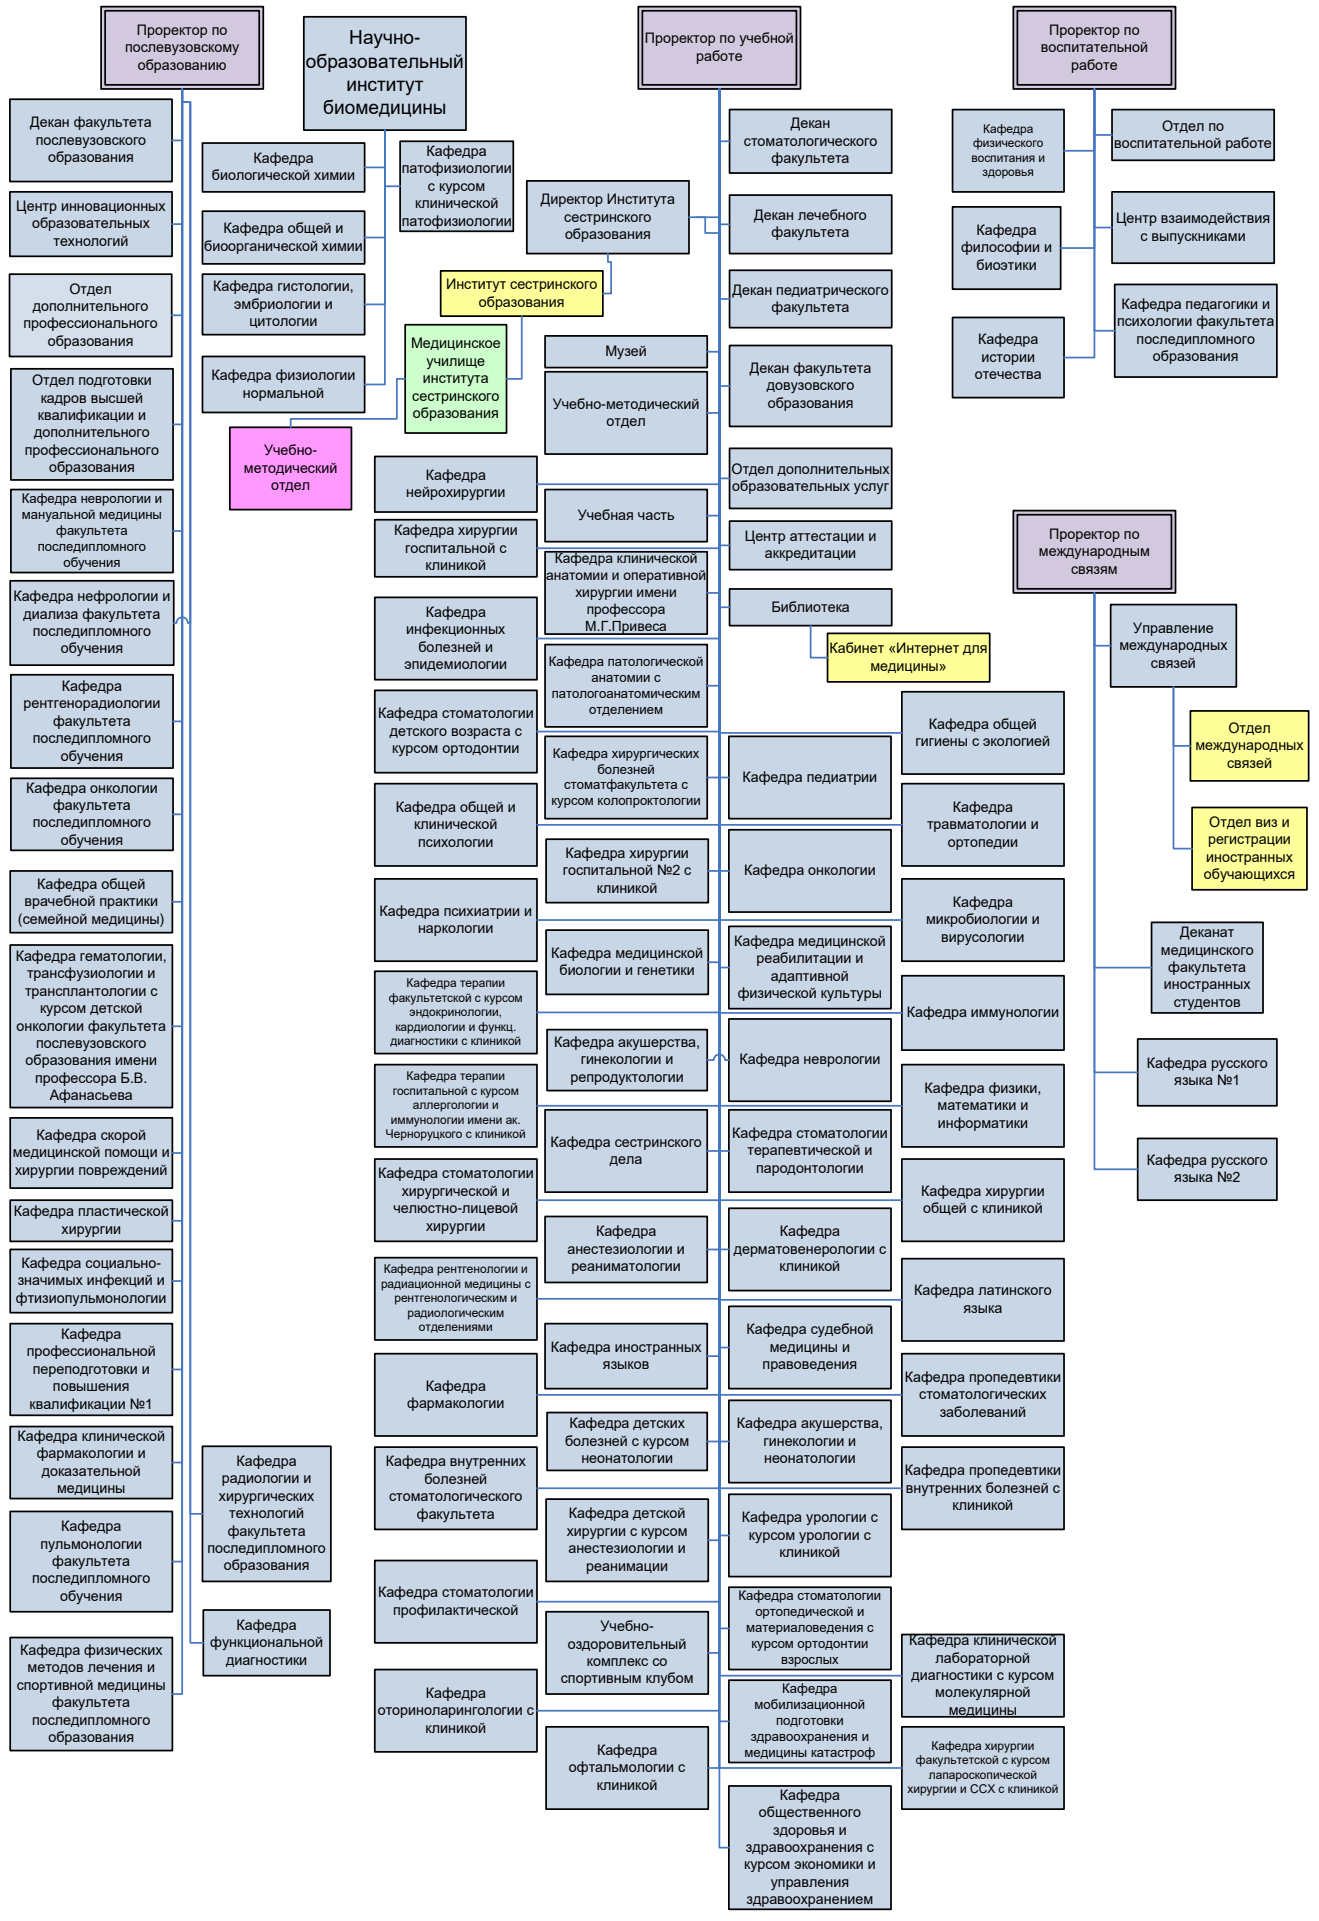 Проректор по
послевузовскому
образованию
Декан факультета
послевузовского
образования
Центр инновационных
образовательных
технологий
Отдел
дополнительного
профессионального
образования
Отдел подготовки
кадров высшей
квалификации и
дополнительного
профессионального
образования
Кафедра неврологии и
мануальной медицины
факультета
последипломного
обучения
Кафедра нефрологии и
диализа факультета
последипломного
обучения
Кафедра
рентгенорадиологии
факультета
последипломного
обучения
Кафедра онкологии
факультета
последипломного
обучения
Кафедра общей
врачебной практики
(семейной медицины)
Кафедра гематологии,
трансфузиологии и
трансплантологии с
курсом детской
онкологии факультета
послевузовского
образования имени
профессора Б.В.
Афанасьева
Кафедра скорой
медицинской помощи и
хирургии повреждений
Кафедра пластической
хирургии
Кафедра социально-
значимых инфекций и
фтизиопульмонологии
Кафедра
профессиональной
переподготовки и
повышения
квалификации №1
Кафедра клинической
фармакологии и
доказательной
медицины
Кафедра
пульмонологии
факультета
последипломного
обучения
Кафедра физических
методов лечения и
спортивной медицины
факультета
последипломного
образования
Кафедра
радиологии и
хирургических
технологий
факультета
последипломного
образования
Кафедра
функциональной
диагностики
Научно-
образовательный
институт
биомедицины
Кафедра
биологической химии
Кафедра
патофизиологии
с курсом
клинической
патофизиологии
Кафедра общей и
биоорганической химии
Кафедра гистологии,
эмбриологии и
цитологии
Кафедра физиологии
нормальной
Проректор по учебной
работе
Директор Института
сестринского
образования
Институт сестринского
образования
Медицинское
училище
института
сестринского
образования
Учебно-
методический
отдел
Декан
стоматологического
факультета
Декан лечебного
факультета
Декан педиатрического
факультета
Музей
Декан факультета
довузовского
образования
Учебно-методический
отдел
Кафедра
нейрохирургии
Отдел дополнительных
образовательных услуг
Учебная часть
Кафедра хирургии
госпитальной с
клиникой
Центр аттестации и
аккредитации
Кафедра клинической
анатомии и оперативной
хирургии имени
профессора
М.Г.Привеса
Библиотека
Кабинет «Интернет для
медицины»
Кафедра
инфекционных
болезней и
эпидемиологии
Кафедра патологической
анатомии с
патологоанатомическим
отделением
Кафедра стоматологии
детского возраста с
курсом ортодонтии
Кафедра общей
гигиены с экологией
Кафедра хирургических
болезней
стоматфакультета с
курсом колопроктологии
Кафедра педиатрии
Кафедра общей и
клинической
психологии
Кафедра
травматологии и
ортопедии
Кафедра хирургии
госпитальной №2 с
клиникой
Кафедра онкологии
Кафедра психиатрии и
наркологии
Кафедра
микробиологии и
вирусологии
Кафедра медицинской
биологии и генетики
Кафедра медицинской
реабилитации и
адаптивной
физической культуры
Кафедра терапии
факультетской с курсом
эндокринологии,
кардиологии и функц.
диагностики с клиникой
Кафедра иммунологии
Кафедра акушерства,
гинекологии и
репродуктологии
Кафедра неврологии
Кафедра терапии
госпитальной с курсом
аллергологии и
иммунологии имени ак.
Черноруцкого с клиникой
Кафедра физики,
математики и
информатики
Кафедра сестринского
дела
Кафедра стоматологии
терапевтической и
пародонтологии
Кафедра стоматологии
хирургической и
челюстно-лицевой
хирургии
Кафедра хирургии
общей с клиникой
Кафедра
анестезиологии и
реаниматологии
Кафедра
дерматовенерологии с
клиникой
Кафедра рентгенологии и
радиационной медицины с
рентгенологическим и
радиологическим
отделениями
Кафедра латинского
языка
Кафедра иностранных
языков
Кафедра судебной
медицины и
правоведения
Кафедра
фармакологии
Кафедра пропедевтики
стоматологических
заболеваний
Кафедра детских
болезней с курсом
неонатологии
Кафедра акушерства,
гинекологии и
неонатологии
Кафедра внутренних
болезней
стоматологического
факультета
Кафедра пропедевтики
внутренних болезней с
клиникой
Кафедра детской
хирургии с курсом
анестезиологии и
реанимации
Кафедра урологии с
курсом урологии с
клиникой
Кафедра стоматологии
профилактической
Кафедра стоматологии
ортопедической и
материаловедения с
курсом ортодонтии
взрослых
Учебно-
оздоровительный
комплекс со
спортивным клубом
Кафедра клинической
лабораторной
диагностики с курсом
молекулярной
медицины
Кафедра
оториноларингологии с
клиникой
Кафедра
мобилизационной
подготовки
здравоохранения и
медицины катастроф
Кафедра
офтальмологии с
клиникой
Кафедра хирургии
факультетской с курсом
лапароскопической
хирургии и ССХ с клиникой
Кафедра
общественного
здоровья и
здравоохранения с
курсом экономики и
управления
здравоохранением
Проректор по
воспитательной
работе
Кафедра
физического
воспитания и
здоровья
Отдел по
воспитательной работе
Кафедра
философии и
биоэтики
Центр взаимодействия
с выпускниками
Кафедра
истории
отечества
Кафедра педагогики и
психологии факультета
последипломного
образования
Проректор по
международным
связям
Управление
международных
связей
Отдел
международных
связей
Отдел виз и
регистрации
иностранных
обучающихся
Деканат
медицинского
факультета
иностранных
студентов
Кафедра русского
языка №1
Кафедра русского
языка №2